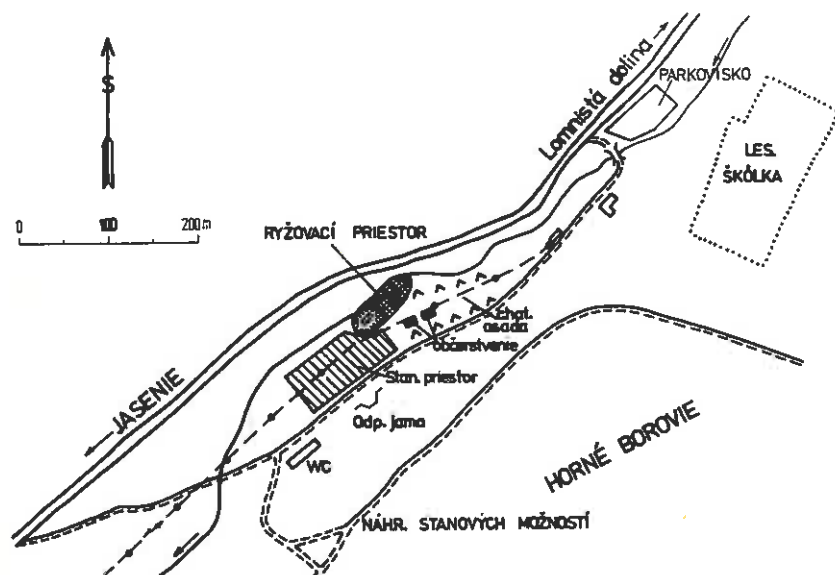 S
0 100 200 m
Lomnistá dolina
PARKOVISKO
LES.
ŠKÔLKA
RYŽOVACÍ PRIESTOR
chat.
osada
občerstvenie
Stan. priestor
Odp. jama
WC
JASENIE
HORNÉ BOROVIE
NÁHR. STANOVÝCH MOŽNOSTÍ